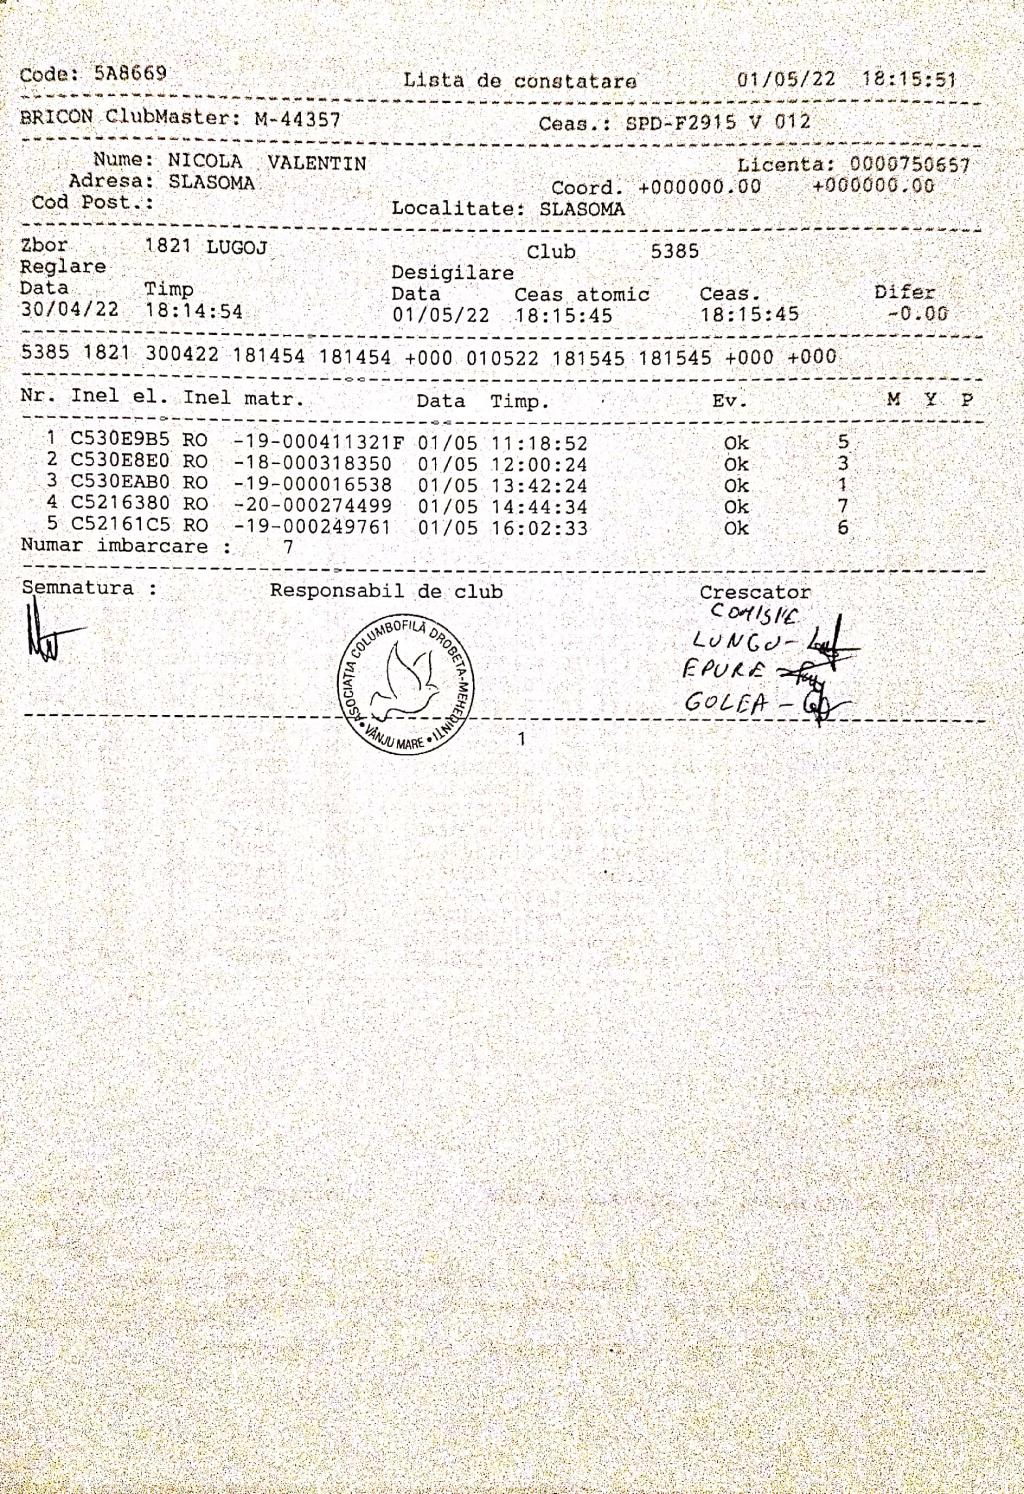 Code: 5A8669 Lista de constatare 01/05/22 18:15:51
BRICON ClubMaster: M-44357 Ceas.: SPD-F2915 V 012
Nume: NICOLA VALENTIN Licenta: 0000750657
Adresa: SLASOMA Coord. +000000.00 +000000.00
Cod Post.: Localitate: SLASOMA
Zbor 1821 LUGOJ Club 5385
Reglare Desigilare
Data Timp Data Ceas atomic Ceas. Difer
30/04/22 18:14:54 01/05/22 18:15:45 18:15:45 -0.00
5385 1821 300422 181454 181454 +000 010522 181545 181545 +000 +000
Nr. Inel el. Inel matr. Data Timp. Ev. M Y P
1 C530E9B5 RO -19-000411321F 01/05 11:18:52 Ok 5
2 C530E8E0 RO -18-000318350 01/05 12:00:24 Ok 3
3 C530EAB0 RO -19-000016538 01/05 13:42:24 Ok 1
4 C5216380 RO -20-000274499 01/05 14:44:34 Ok 7
5 C52161C5 RO -19-000249761 01/05 16:02:33 Ok 6
Numar imbarcare : 7
Semnatura : Responsabil de club Crescator
COMISIE
LUNGU-
EPURE
GOLEA -
ASOCIAȚIA COLUMBOFILĂ DROBETA-MEHEDINȚI
• VÂNJU MARE •
1